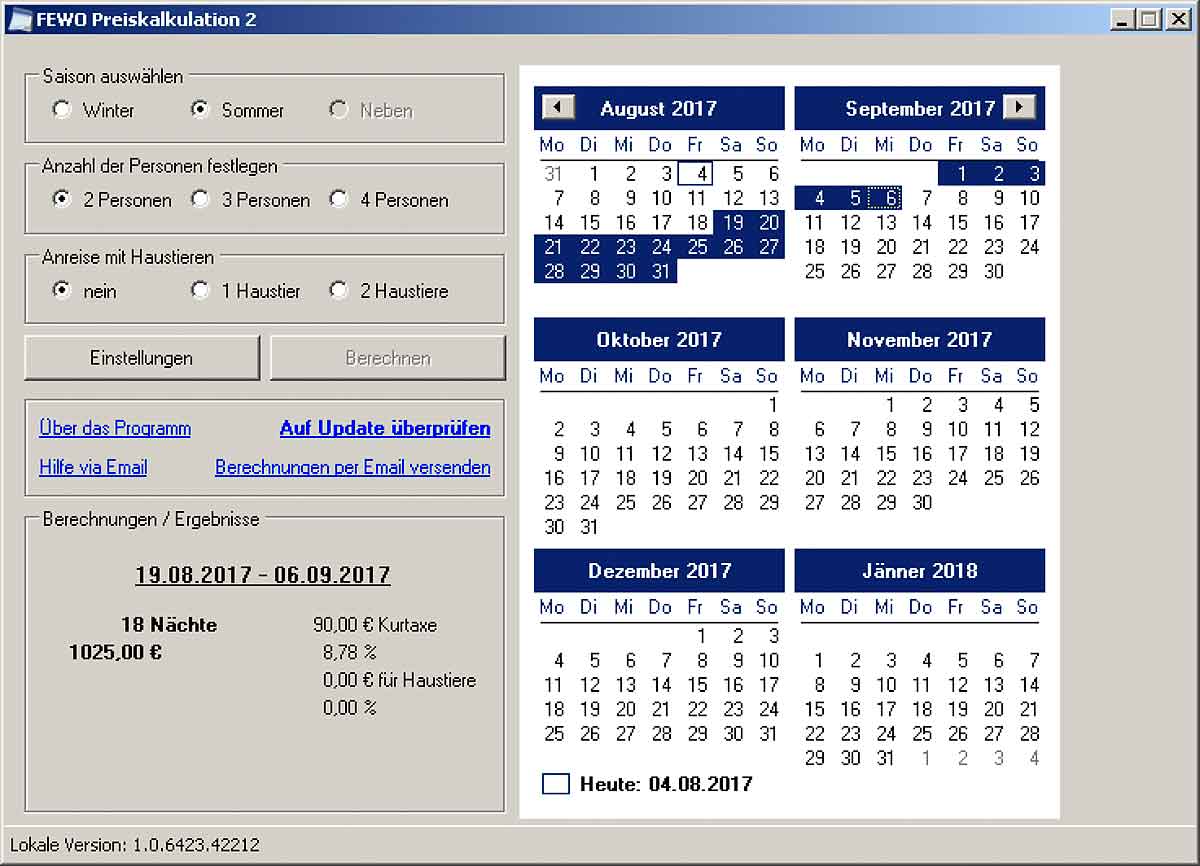 FEWO Preiskalkulation 2
Saison auswählen
Winter Sommer Neben
Anzahl der Personen festlegen
2 Personen 3 Personen 4 Personen
Anreise mit Haustieren
nein 1 Haustier 2 Haustiere
Einstellungen Berechnen
Über das Programm Auf Update überprüfen
Hilfe via Email Berechnungen per Email versenden
Berechnungen / Ergebnisse
19.08.2017 - 06.09.2017
18 Nächte 90,00 € Kurtaxe
1025,00 € 8,78 %
0,00 € für Haustiere
0,00 %
August 2017
Mo Di Mi Do Fr Sa So
31 1 2 3 4 5 6
7 8 9 10 11 12 13
14 15 16 17 18 19 20
21 22 23 24 25 26 27
28 29 30 31
September 2017
Mo Di Mi Do Fr Sa So
1 2 3
4 5 6 7 8 9 10
11 12 13 14 15 16 17
18 19 20 21 22 23 24
25 26 27 28 29 30
Oktober 2017
Mo Di Mi Do Fr Sa So
1
2 3 4 5 6 7 8
9 10 11 12 13 14 15
16 17 18 19 20 21 22
23 24 25 26 27 28 29
30 31
November 2017
Mo Di Mi Do Fr Sa So
1 2 3 4 5
6 7 8 9 10 11 12
13 14 15 16 17 18 19
20 21 22 23 24 25 26
27 28 29 30
Dezember 2017
Mo Di Mi Do Fr Sa So
1 2 3
4 5 6 7 8 9 10
11 12 13 14 15 16 17
18 19 20 21 22 23 24
25 26 27 28 29 30 31
Jänner 2018
Mo Di Mi Do Fr Sa So
1 2 3 4 5 6 7
8 9 10 11 12 13 14
15 16 17 18 19 20 21
22 23 24 25 26 27 28
29 30 31 1 2 3 4
Heute: 04.08.2017
Lokale Version: 1.0.6423.42212